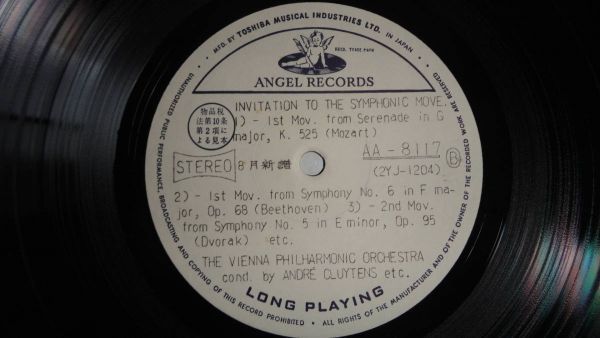 MFD. BY TOSHIBA MUSICAL INDUSTRIES LTD. IN JAPAN
REGD. TRADE-MARK
ANGEL RECORDS
物品税
法第10条
第2項に
よる見本
INVITATION TO THE SYMPHONIC MOVE.
1) - 1st Mov. from Serenade in G
major, K. 525 (Mozart)
STEREO
8月新譜
AA-8117
(2YJ-1204)
B
2) - 1st Mov. from Symphony No. 6 in F ma-
jor, Op. 68 (Beethoven) 3) - 2nd Mov.
from Symphony No. 5 in E minor, Op. 95
(Dvorak) etc.
THE VIENNA PHILHARMONIC ORCHESTRA
cond. by ANDRÉ CLUYTENS etc.
LONG PLAYING
UNAUTHORIZED PUBLIC PERFORMANCE, BROADCASTING AND COPYING OF THIS RECORD PROHIBITED • ALL RIGHTS OF THE MANUFACTURER AND OF THE OWNER OF THE RECORDED WORK ARE RESERVED